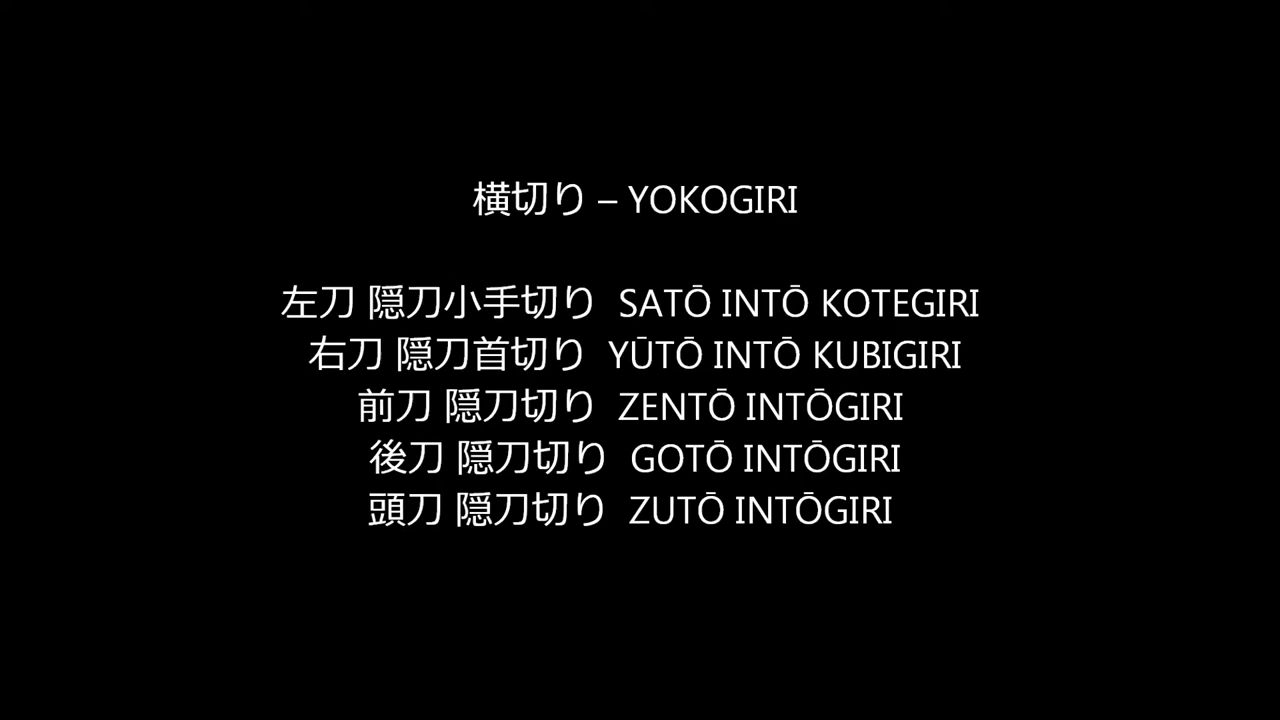 横切り – YOKOGIRI
左刀 隠刀小手切り SATŌ INTŌ KOTEGIRI
右刀 隠刀首切り YŪTŌ INTŌ KUBIGIRI
前刀 隠刀切り ZENTŌ INTŌGIRI
後刀 隠刀切り GOTŌ INTŌGIRI
頭刀 隠刀切り ZUTŌ INTŌGIRI